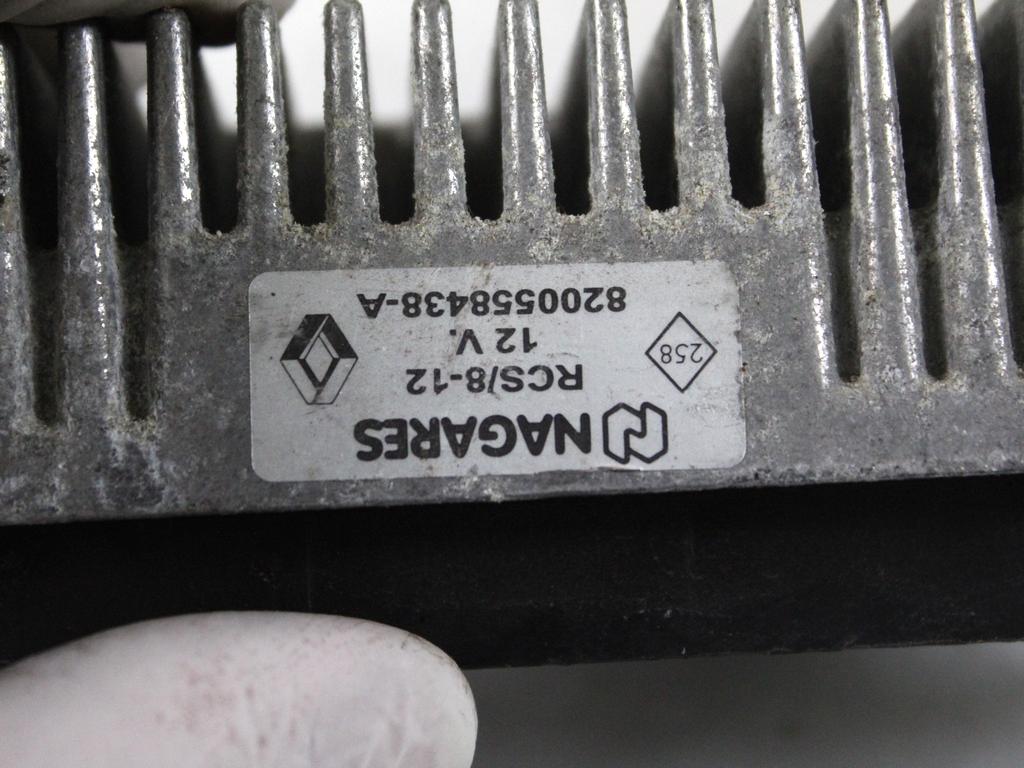 NAGARES
RCS/8-12
12 V.
8200558438-A
258